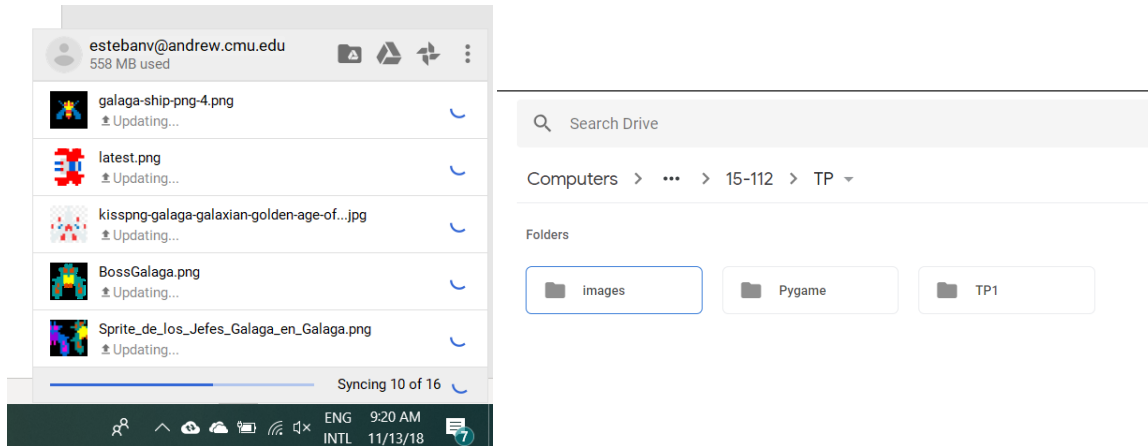 estebanv@andrew.cmu.edu
558 MB used
galaga-ship-png-4.png
Updating...
latest.png
Updating...
kisspng-galaga-galaxian-golden-age-of...jpg
Updating...
BossGalaga.png
Updating...
Sprite_de_los_Jefes_Galaga_en_Galaga.png
Updating...
Syncing 10 of 16
ENG 9:20 AM
INTL 11/13/18
7
Search Drive
Computers > ... > 15-112 > TP
Folders
images Pygame TP1